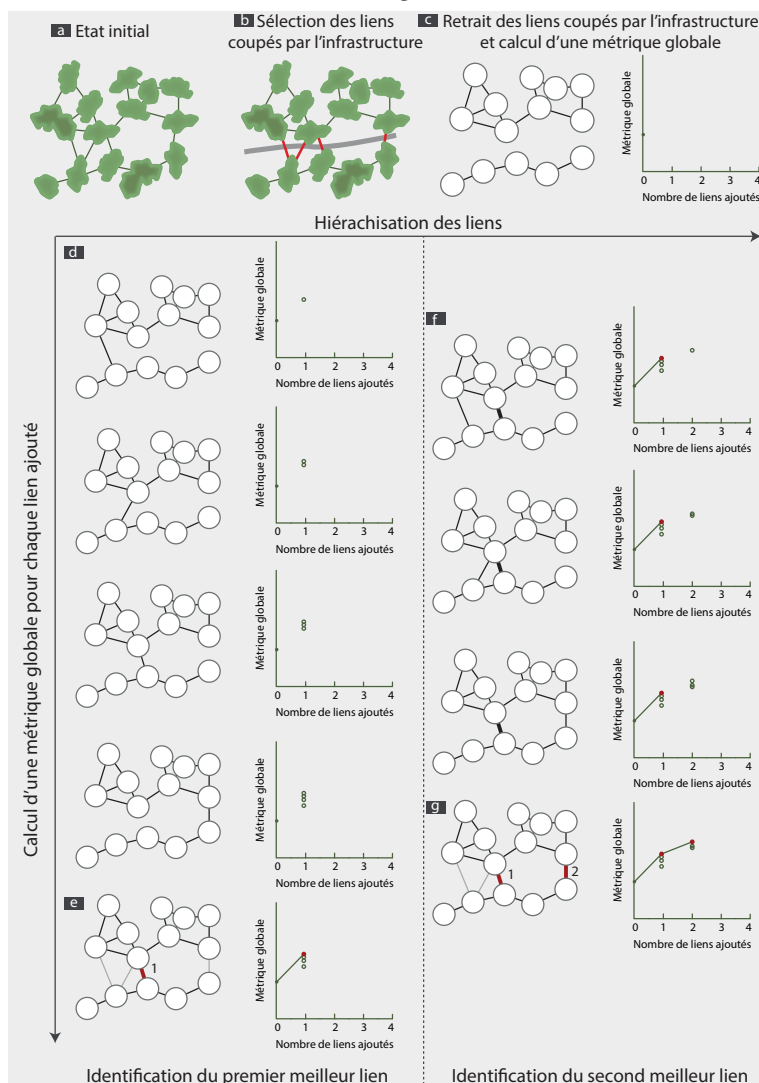 a Etat initial
b Sélection des liens
coupés par l'infrastructure
c Retrait des liens coupés par l'infrastructure
et calcul d'une métrique globale
Métrique globale
0 1 2 3 4
Nombre de liens ajoutés
Hiérachisation des liens
Calcul d'une métrique globale pour chaque lien ajouté
d
Métrique globale
0 1 2 3 4
Nombre de liens ajoutés
Métrique globale
0 1 2 3 4
Nombre de liens ajoutés
Métrique globale
0 1 2 3 4
Nombre de liens ajoutés
Métrique globale
0 1 2 3 4
Nombre de liens ajoutés
e
1
Métrique globale
0 1 2 3 4
Nombre de liens ajoutés
Identification du premier meilleur lien
f
Métrique globale
0 1 2 3 4
Nombre de liens ajoutés
Métrique globale
0 1 2 3 4
Nombre de liens ajoutés
Métrique globale
0 1 2 3 4
Nombre de liens ajoutés
g
1
2
Métrique globale
0 1 2 3 4
Nombre de liens ajoutés
Identification du second meilleur lien